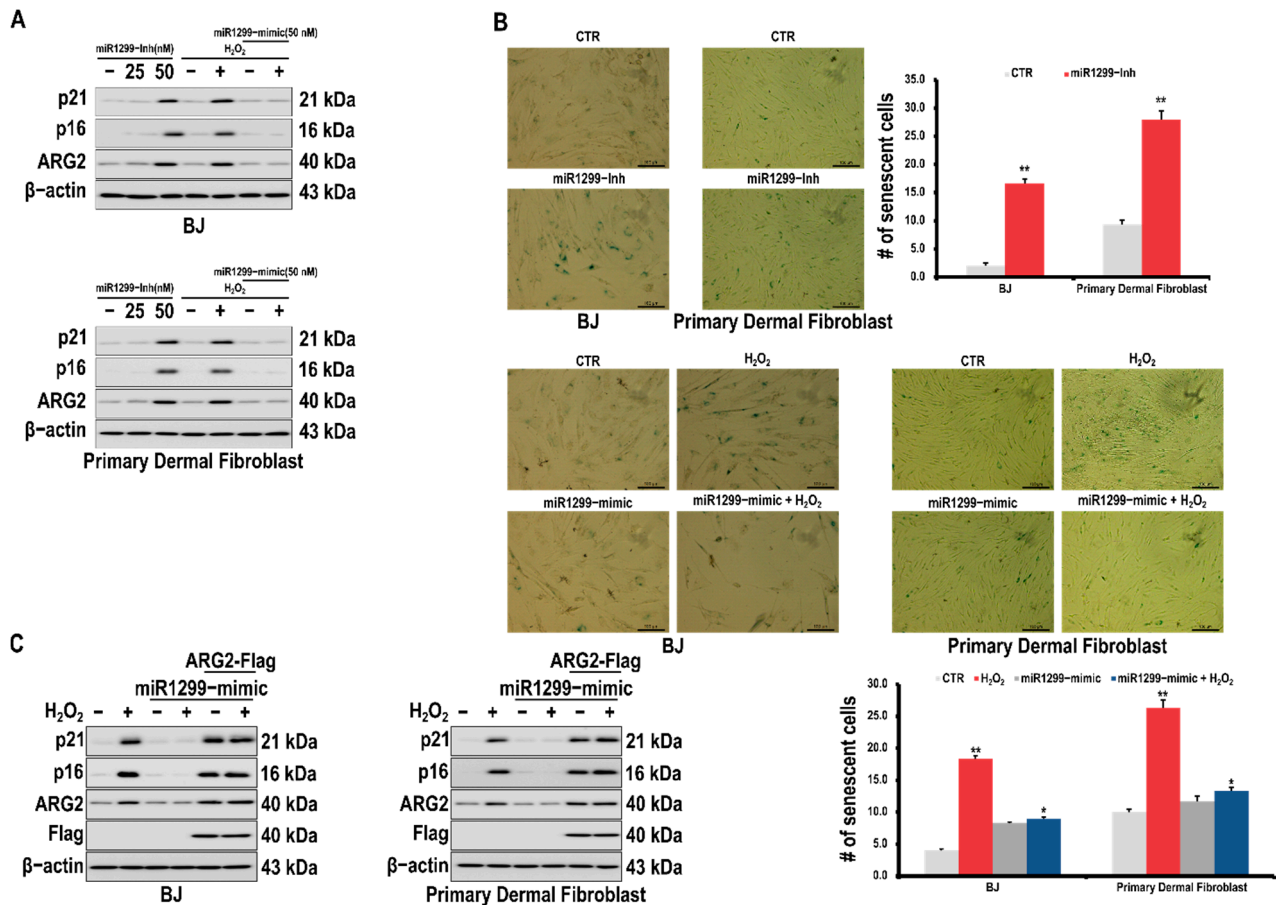 A
miR1299−mimic(50 nM)
miR1299−Inh(nM) H₂O₂
− 25 50 − + − +
p21 21 kDa
p16 16 kDa
ARG2 40 kDa
β−actin 43 kDa
BJ
miR1299−mimic(50 nM)
miR1299−Inh(nM) H₂O₂
− 25 50 − + − +
p21 21 kDa
p16 16 kDa
ARG2 40 kDa
β−actin 43 kDa
Primary Dermal Fibroblast
B
CTR CTR
miR1299−Inh miR1299−Inh
BJ Primary Dermal Fibroblast
# of senescent cells
CTR miR1299−Inh
35.0
30.0
25.0
20.0
15.0
10.0
5.0
0.0
** **
BJ Primary Dermal Fibroblast
CTR H₂O₂ CTR H₂O₂
miR1299−mimic miR1299−mimic + H₂O₂ miR1299−mimic miR1299−mimic + H₂O₂
BJ Primary Dermal Fibroblast
C
ARG2-Flag
miR1299−mimic
H₂O₂ − + − + − +
p21 21 kDa
p16 16 kDa
ARG2 40 kDa
Flag 40 kDa
β−actin 43 kDa
BJ
ARG2-Flag
miR1299−mimic
H₂O₂ − + − + − +
p21 21 kDa
p16 16 kDa
ARG2 40 kDa
Flag 40 kDa
β−actin 43 kDa
Primary Dermal Fibroblast
# of senescent cells
CTR H₂O₂ miR1299−mimic miR1299−mimic + H₂O₂
30.0
25.0
20.0
15.0
10.0
5.0
0.0
** * ** *
BJ Primary Dermal Fibroblast